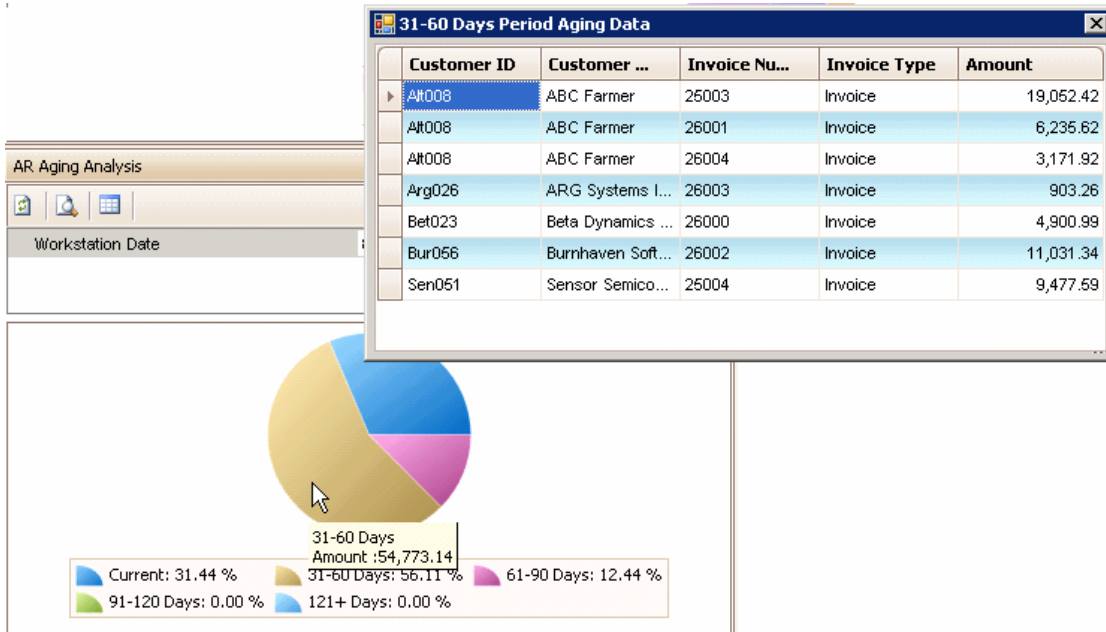 31-60 Days Period Aging Data
Customer ID Customer ... Invoice Nu... Invoice Type Amount
Alt008 ABC Farmer 25003 Invoice 19,052.42
Alt008 ABC Farmer 26001 Invoice 6,235.62
Alt008 ABC Farmer 26004 Invoice 3,171.92
Arg026 ARG Systems I... 26003 Invoice 903.26
Bet023 Beta Dynamics ... 26000 Invoice 4,900.99
Bur056 Burnhaven Soft... 26002 Invoice 11,031.34
Sen051 Sensor Semico... 25004 Invoice 9,477.59
AR Aging Analysis
Workstation Date
31-60 Days
Amount :54,773.14
Current: 31.44 % 31-60 Days: 56.11 % 61-90 Days: 12.44 %
91-120 Days: 0.00 % 121+ Days: 0.00 %